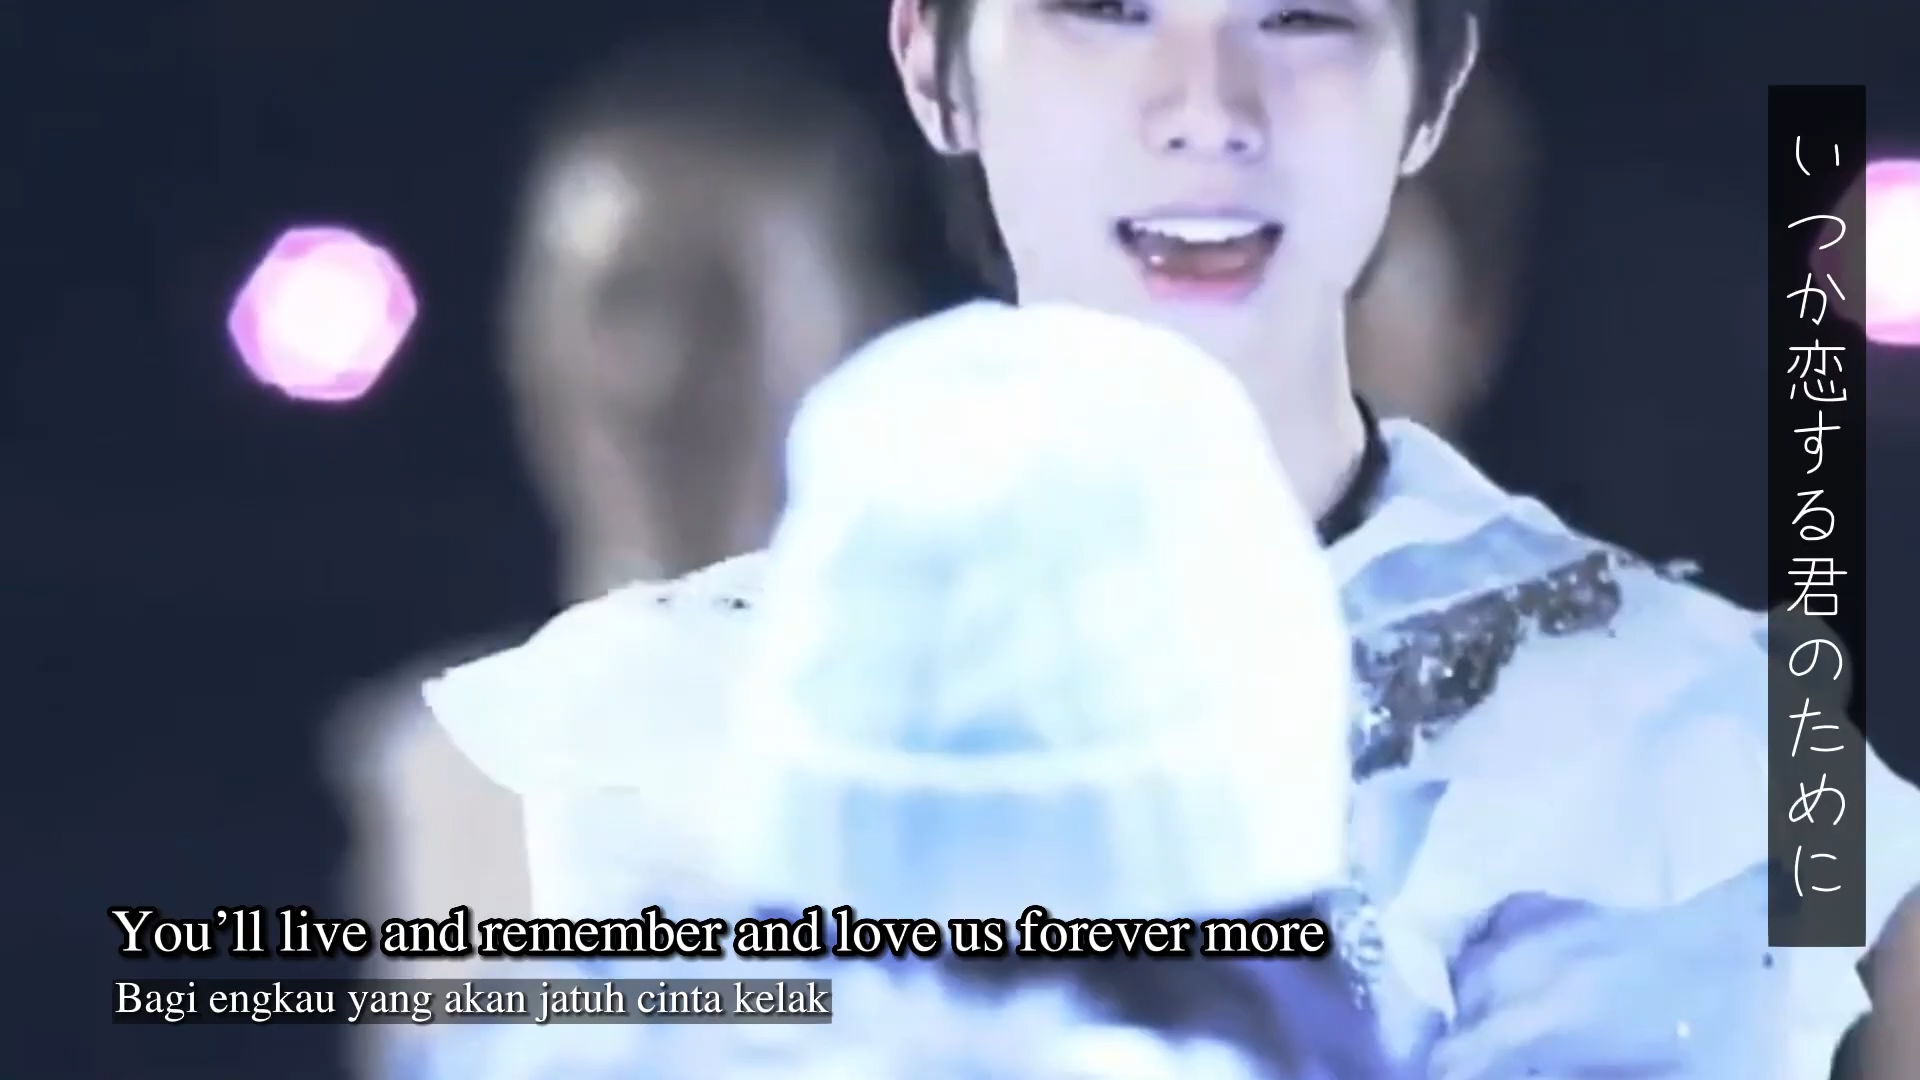 いつか恋する君のために
You’ll live and remember and love us forever more
Bagi engkau yang akan jatuh cinta kelak